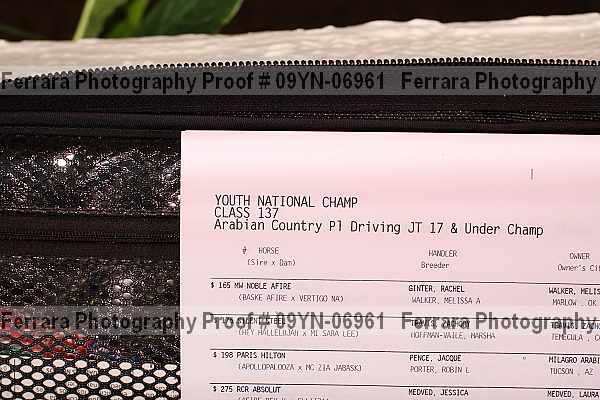 Ferrara Photography Proof # 09YN-06961 Ferrara Photography
YOUTH NATIONAL CHAMP
CLASS 137
Arabian Country Pl Driving JT 17 & Under Champ
# HORSE HANDLER OWNER
(Sire x Dam) Breeder Owner's Cit
$ 165 MW NOBLE AFIRE GINTER, RACHEL WALKER, MELIS
(BASKE AFIRE x VERTIGO NA) WALKER, MELISSA A MARLOW , OK
Ferrara Photography Proof # 09YN-06961 Ferrara Photography
(HEY HALLELUJAH x ML SARA LEE) HOFFMAN-VAILE, MARSHA TEMECULA , C
$ 198 PARIS HILTON PENCE, JACQUE MILAGRO ARABI
(APOLLOPALOOZA x MC ZIA JABASK) PORTER, ROBIN L TUCSON , AZ
$ 275 RCR ABSOLUT MEDVED, JESSICA MEDVED, LAURA